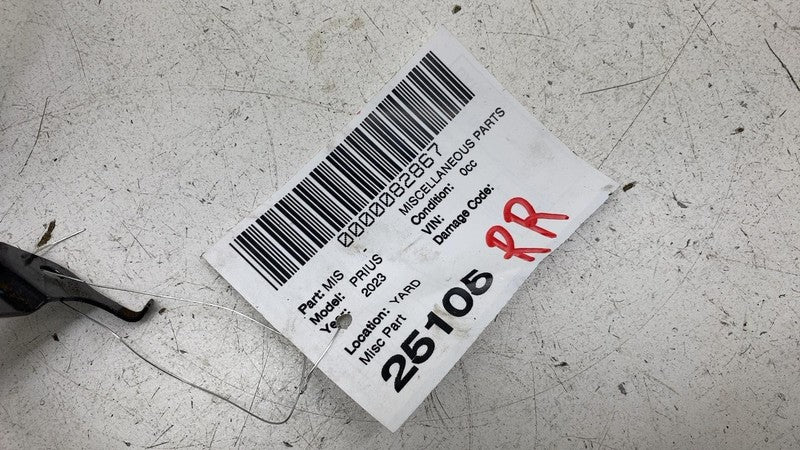 0000082867
Part: MIS - MISCELLANEOUS PARTS
Model: PRIUS Condition: 0cc
Year: 2023 VIN:
Damage Code:
Location: YARD
Misc Part
25105 RR